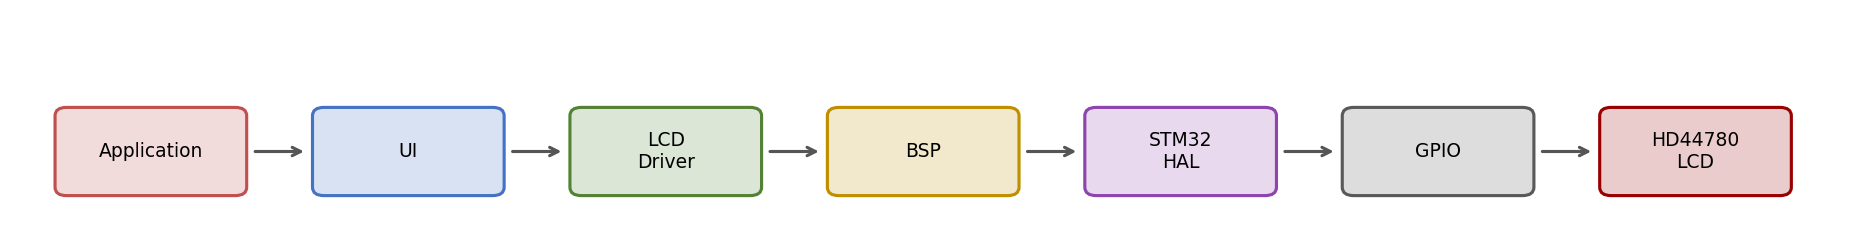 Application
UI
LCD
Driver
BSP
STM32
HAL
GPIO
HD44780
LCD